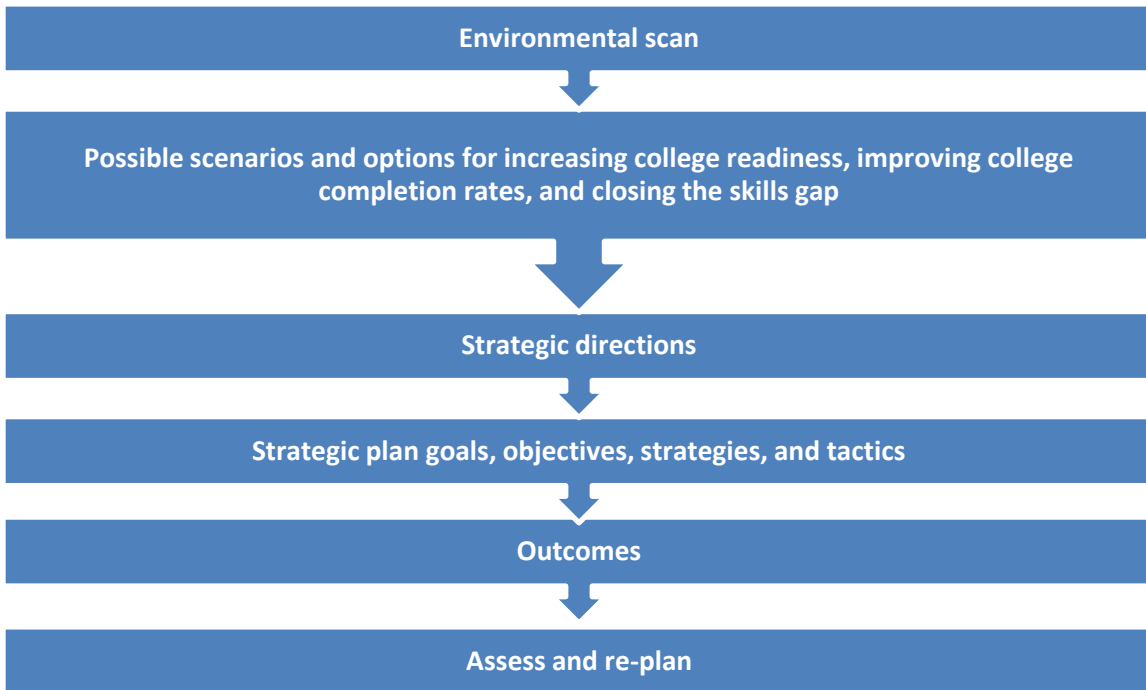 Environmental scan
Possible scenarios and options for increasing college readiness, improving college
completion rates, and closing the skills gap
Strategic directions
Strategic plan goals, objectives, strategies, and tactics
Outcomes
Assess and re-plan